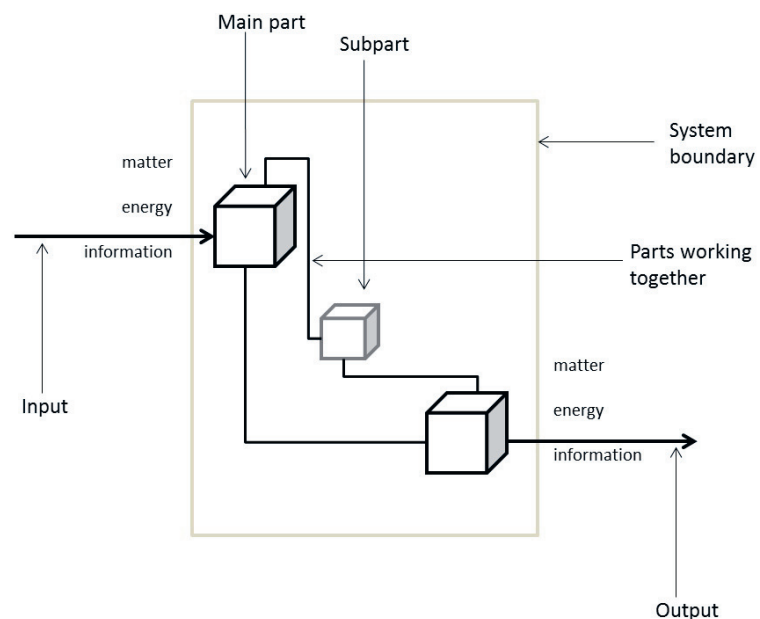 Main part
Subpart
System
boundary
matter
energy
information
Parts working
together
Input
matter
energy
information
Output